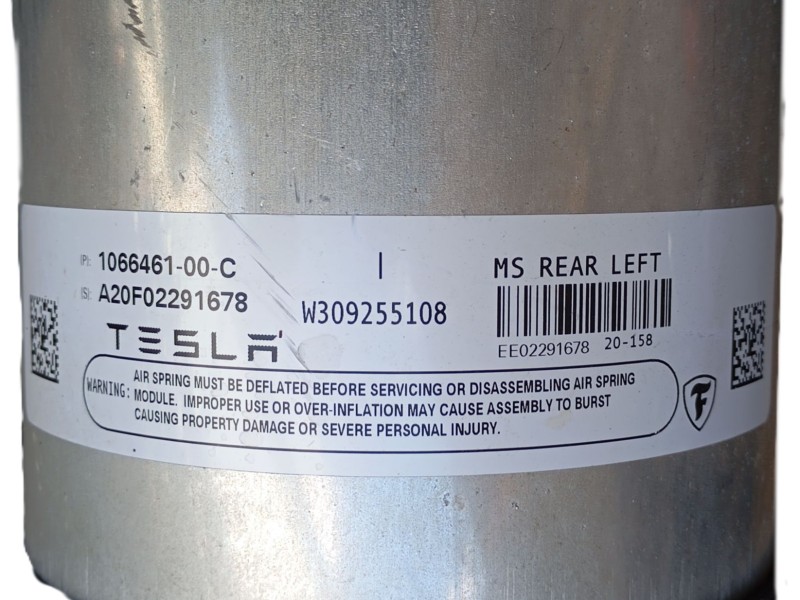 (P): 1066461-00-C
(S): A20F02291678
TESLA
I
W309255108
MS REAR LEFT
EE02291678 20-158
WARNING: AIR SPRING MUST BE DEFLATED BEFORE SERVICING OR DISASSEMBLING AIR SPRING
MODULE. IMPROPER USE OR OVER-INFLATION MAY CAUSE ASSEMBLY TO BURST
CAUSING PROPERTY DAMAGE OR SEVERE PERSONAL INJURY.
F